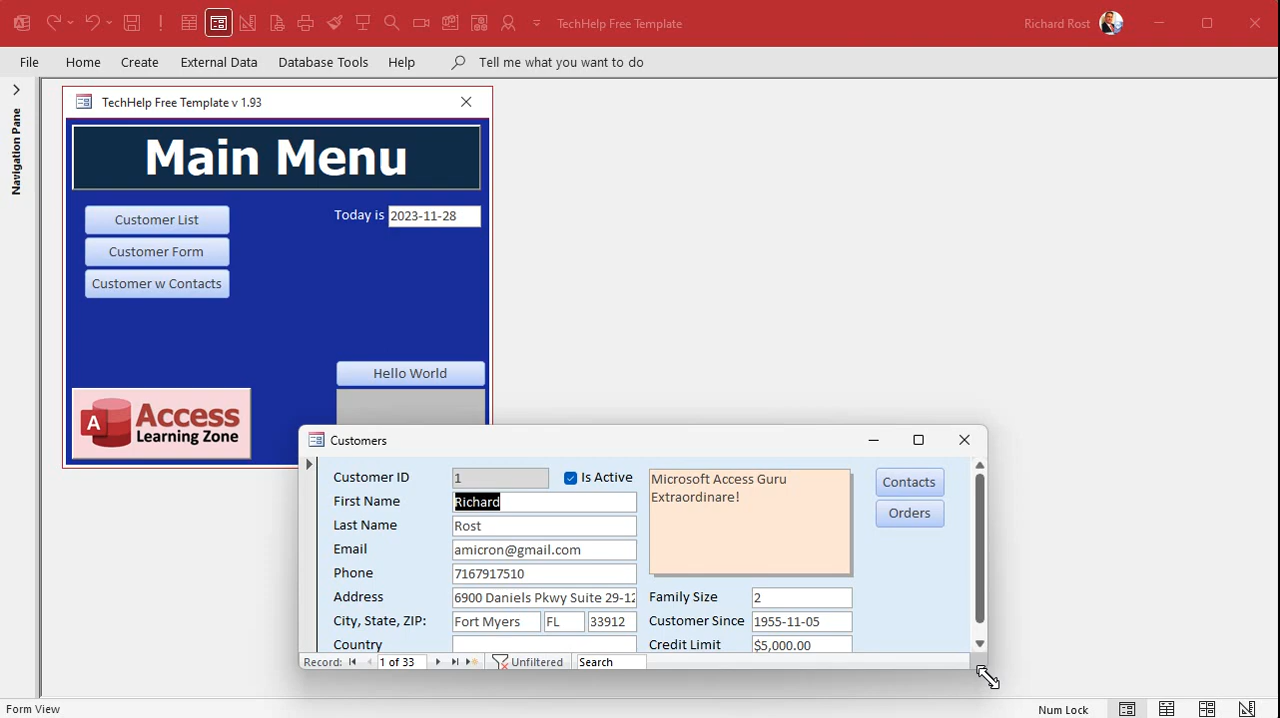 TechHelp Free Template
Richard Rost
File Home Create External Data Database Tools Help Tell me what you want to do
Navigation Pane
TechHelp Free Template v 1.93
Main Menu
Customer List
Today is 2023-11-28
Customer Form
Customer w Contacts
Hello World
A Access
Learning Zone
Customers
Customer ID 1 Is Active
First Name Richard
Last Name Rost
Email amicron@gmail.com
Phone 7167917510
Address 6900 Daniels Pkwy Suite 29-12
City, State, ZIP: Fort Myers FL 33912
Country
Microsoft Access Guru
Extraordinare!
Family Size 2
Customer Since 1955-11-05
Credit Limit $5,000.00
Contacts
Orders
Record: 1 of 33 Unfiltered Search
Form View
Num Lock